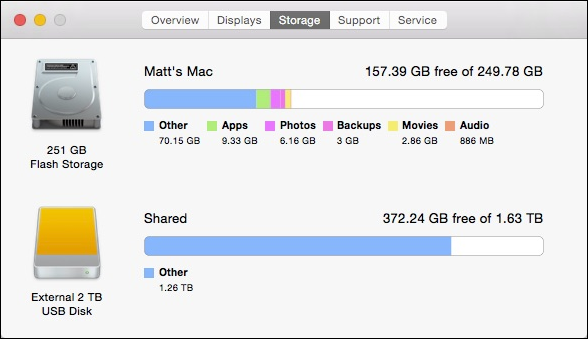 Overview Displays Storage Support Service
Matt's Mac 157.39 GB free of 249.78 GB
Other Apps Photos Backups Movies Audio
70.15 GB 9.33 GB 6.16 GB 3 GB 2.86 GB 886 MB
251 GB
Flash Storage
Shared 372.24 GB free of 1.63 TB
Other
1.26 TB
External 2 TB
USB Disk